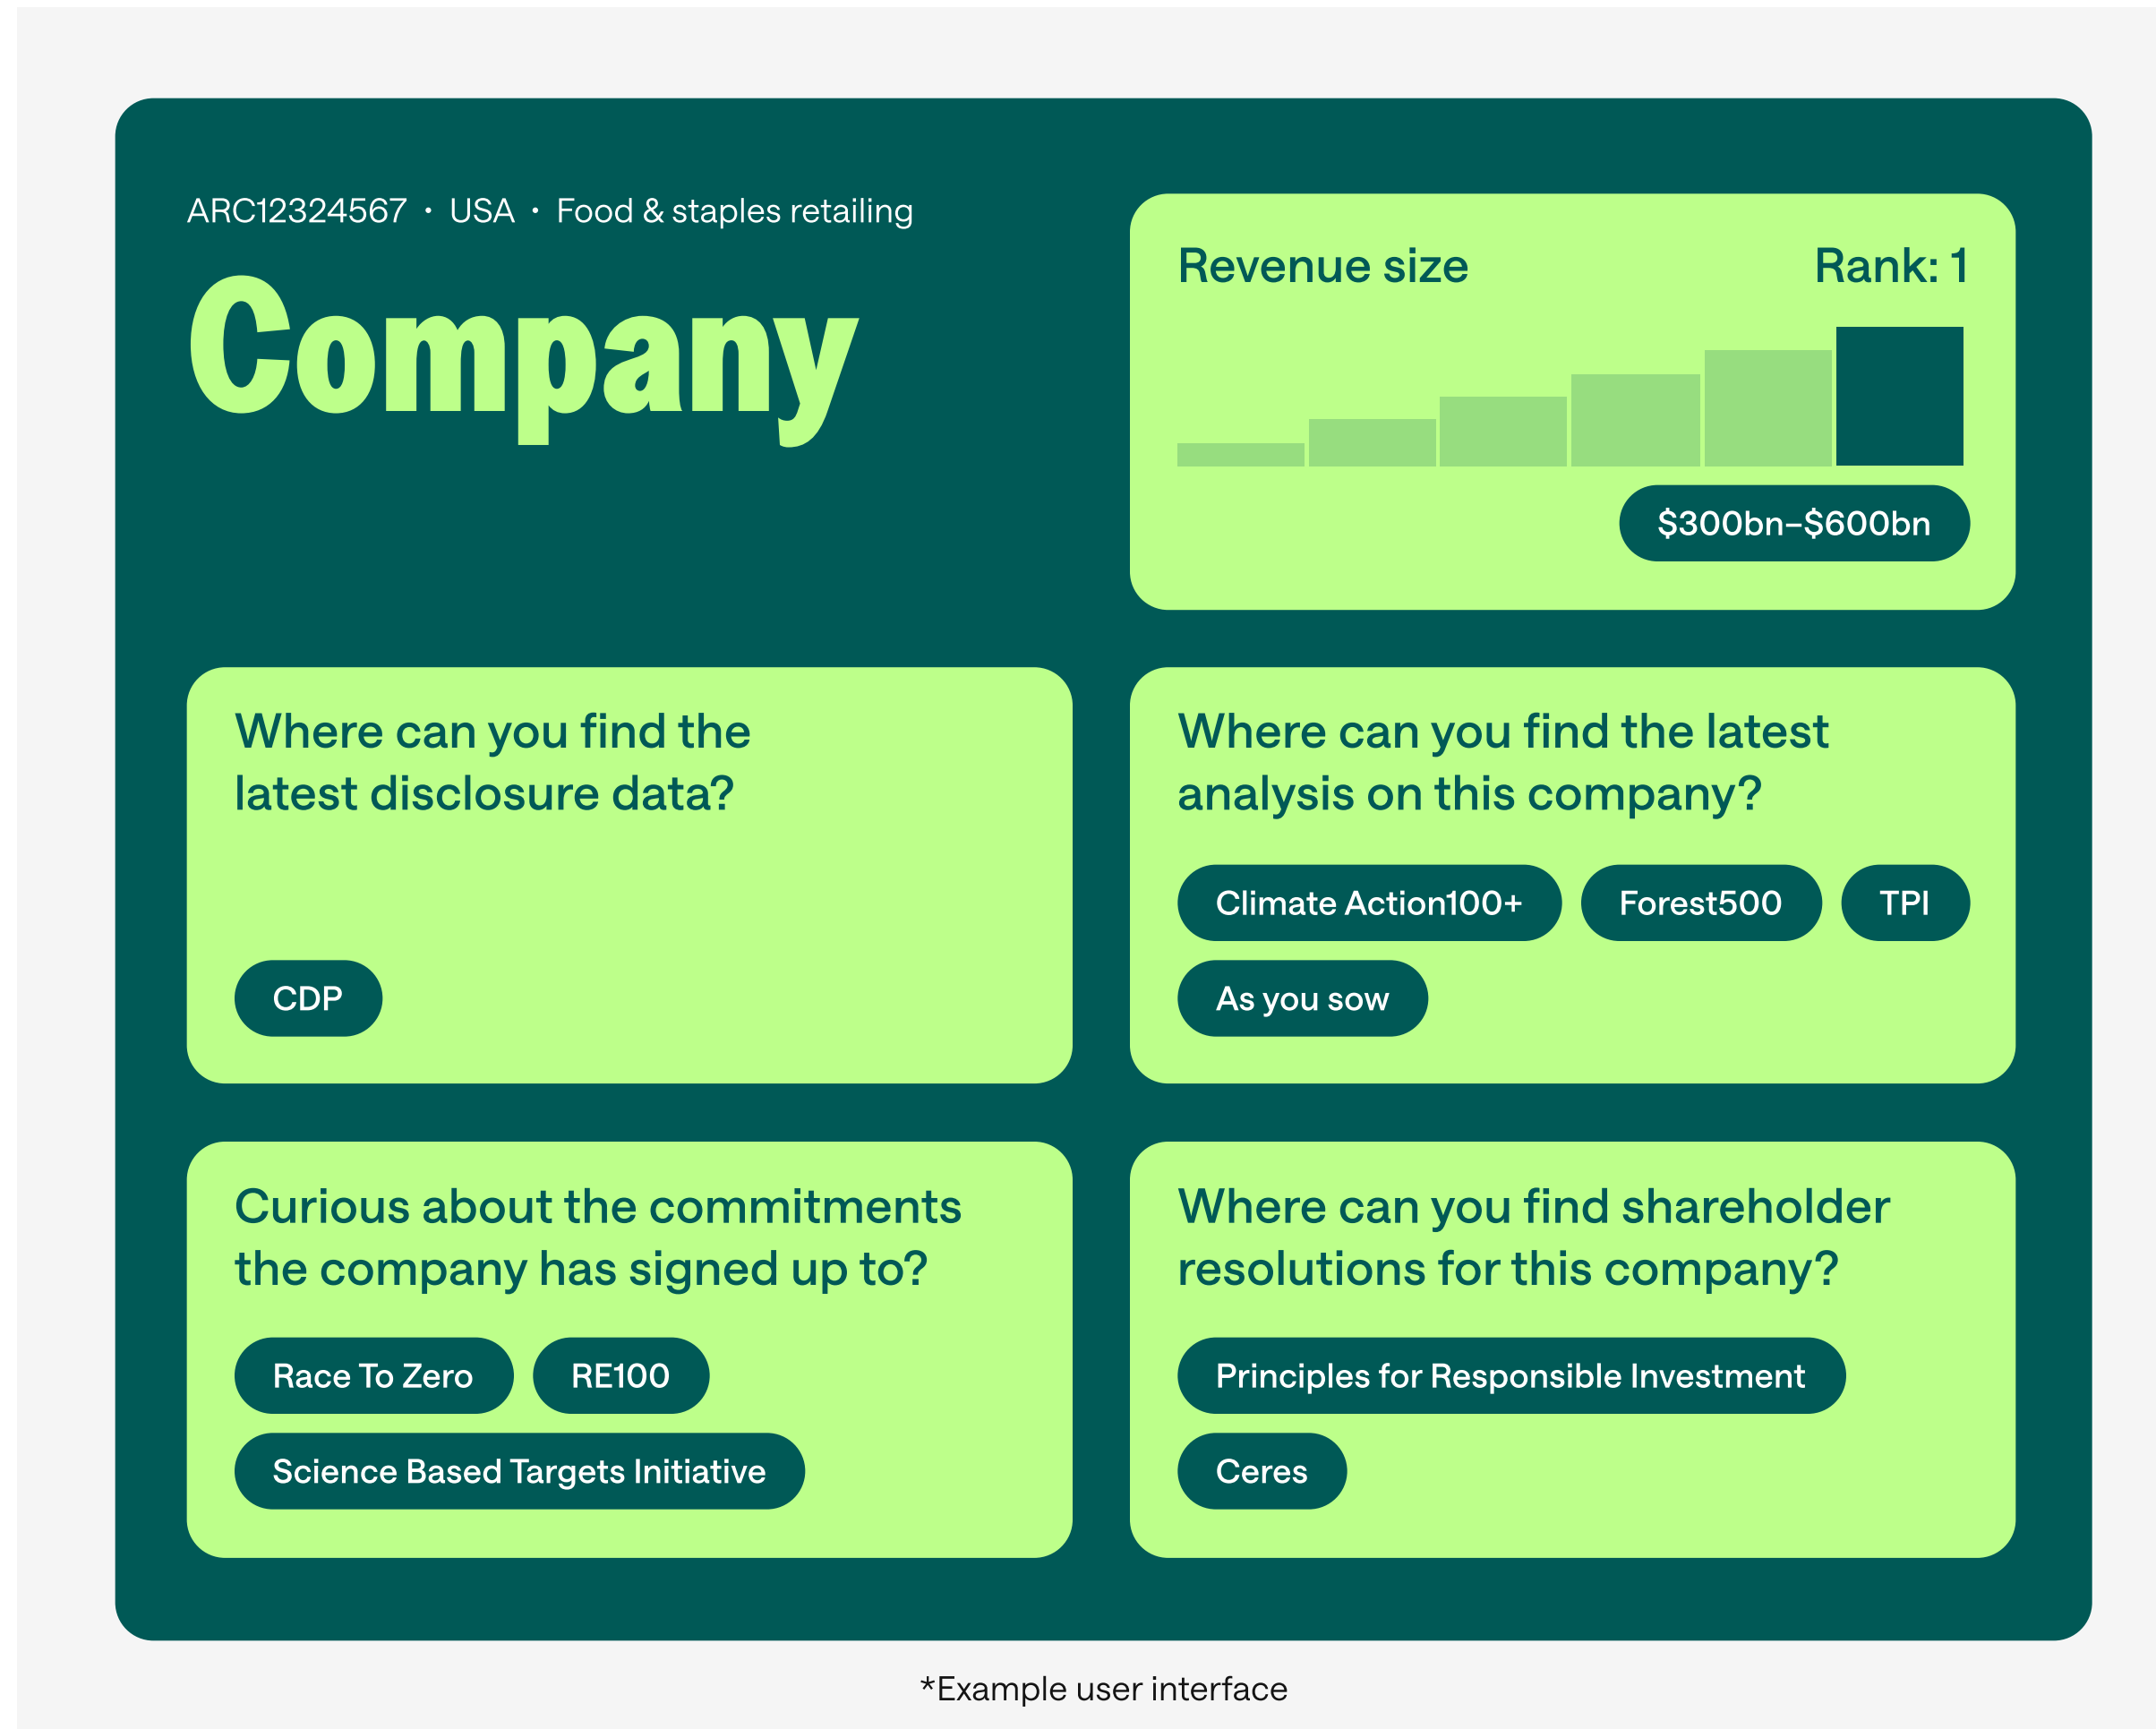 ARC12324567 • USA • Food & staples retailing
Company
Revenue size Rank: 1
$300bn–$600bn
Where can you find the
latest disclosure data?
CDP
Where can you find the latest
analysis on this company?
Climate Action100+ Forest500 TPI
As you sow
Curious about the commitments
the company has signed up to?
Race To Zero RE100
Science Based Targets Initiative
Where can you find shareholder
resolutions for this company?
Principles for Responsible Investment
Ceres
*Example user interface